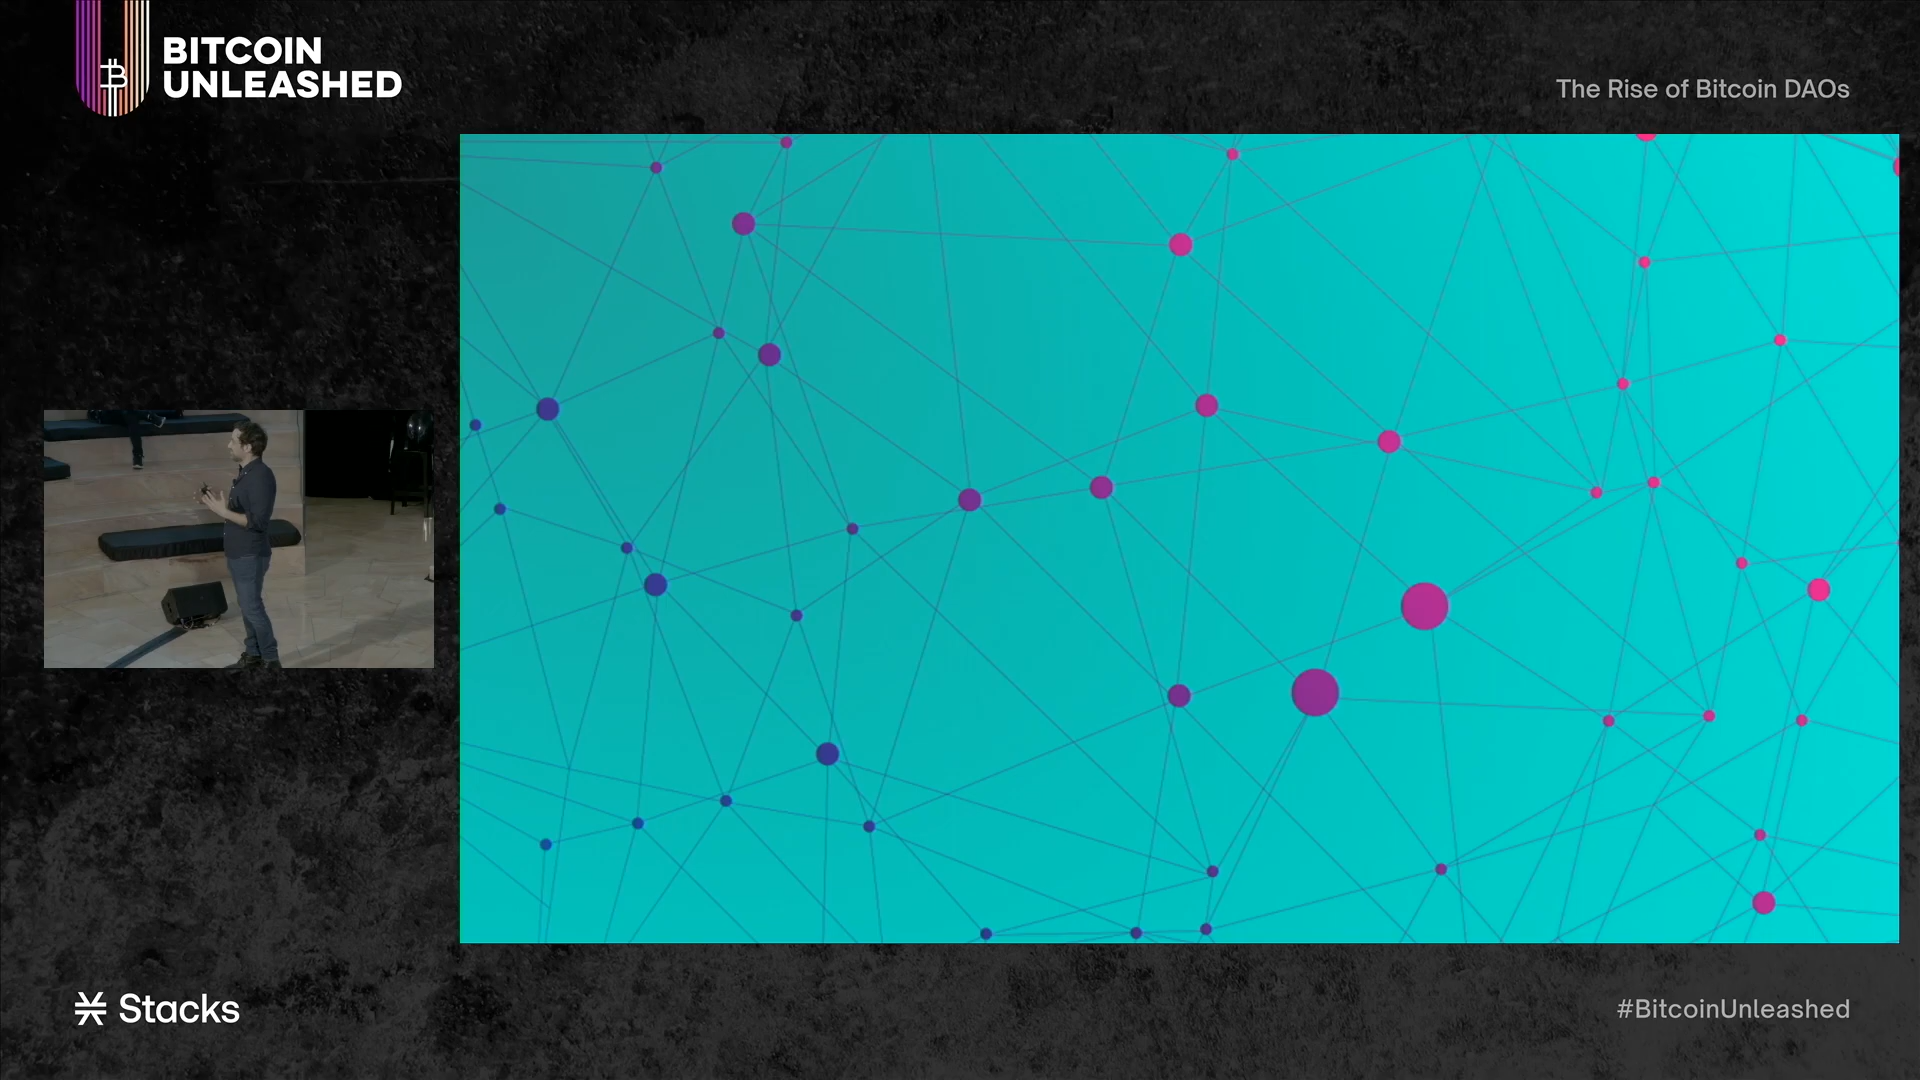 BITCOIN
UNLEASHED
The Rise of Bitcoin DAOs
Stacks
#BitcoinUnleashed